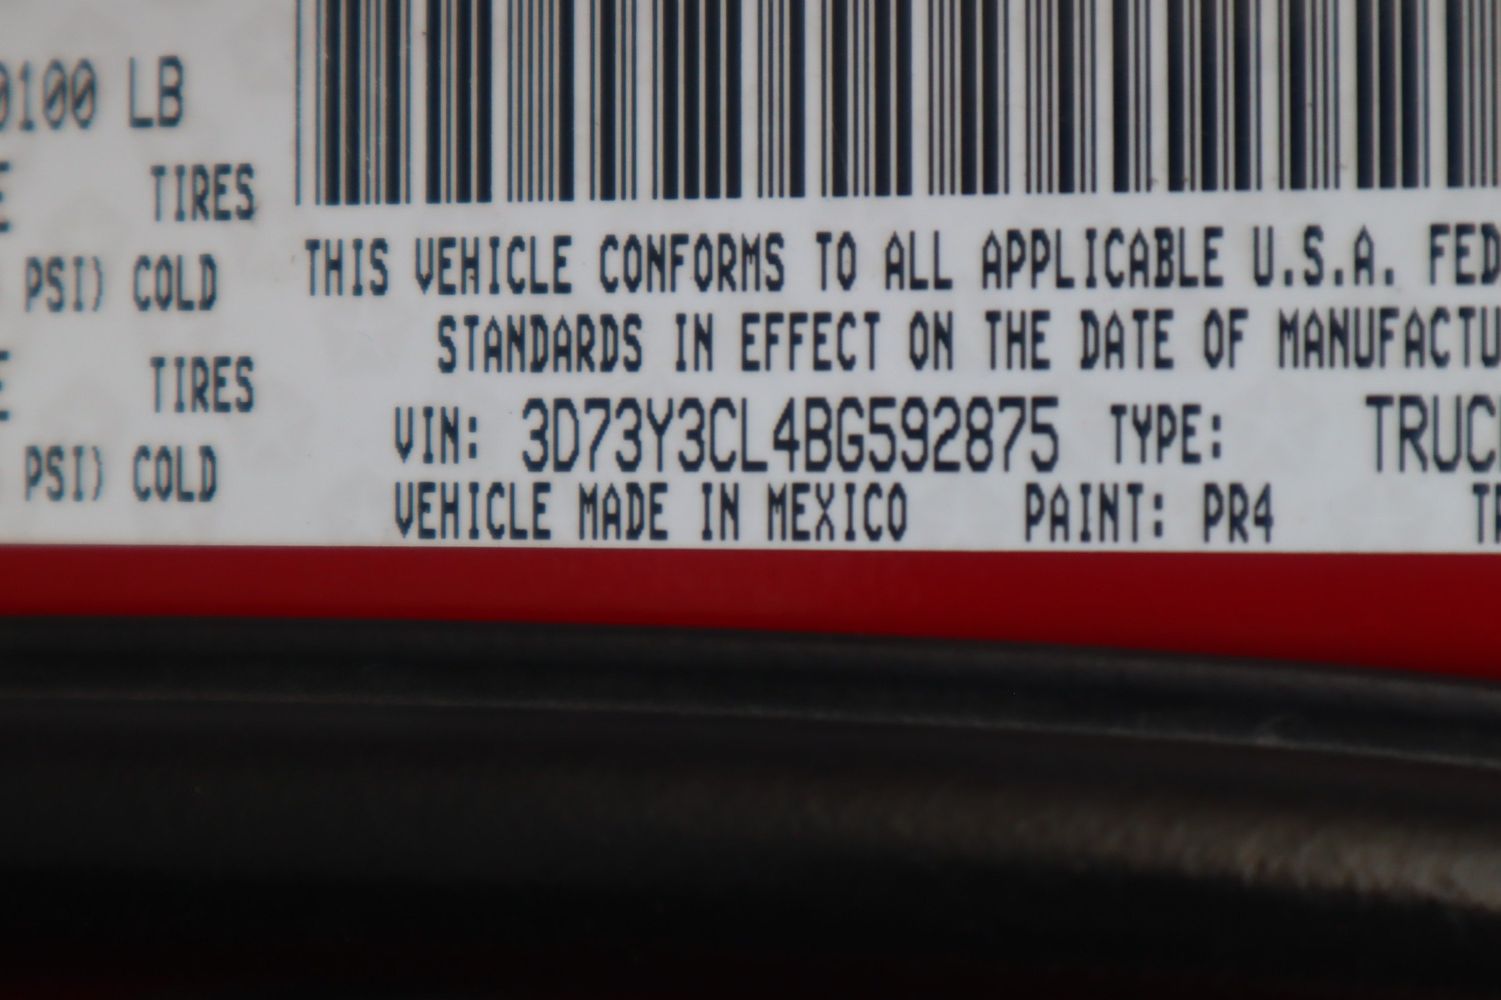 0100 LB
TIRES
PSI) COLD
TIRES
PSI) COLD
THIS VEHICLE CONFORMS TO ALL APPLICABLE U.S.A. FED
STANDARDS IN EFFECT ON THE DATE OF MANUFACTU
VIN: 3D73Y3CL4BG592875 TYPE: TRUC
VEHICLE MADE IN MEXICO PAINT: PR4 TR